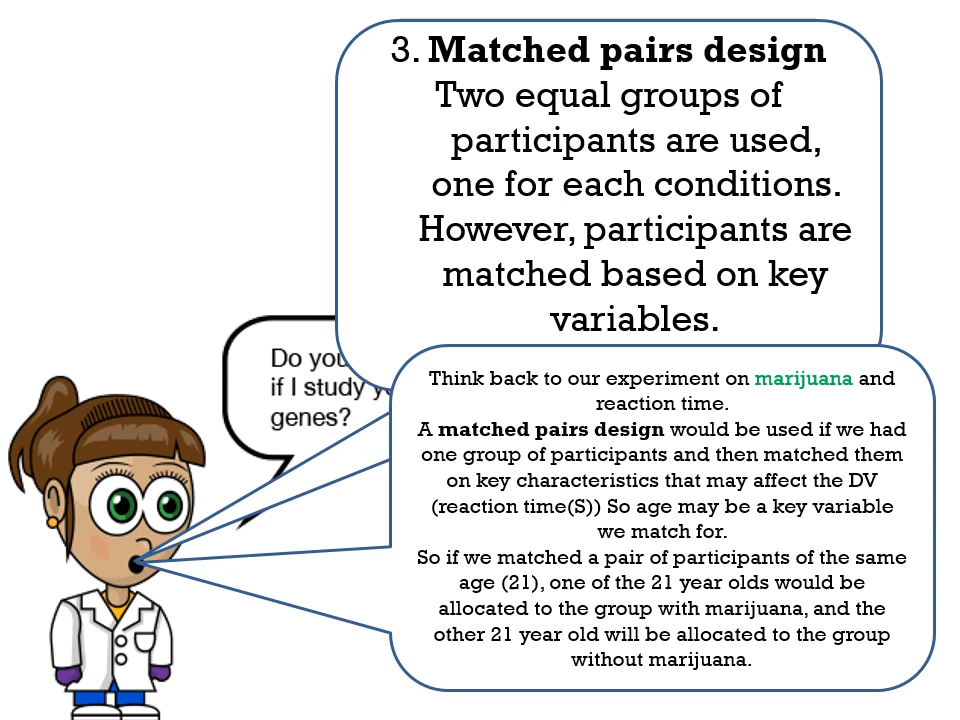 3. Matched pairs design
Two equal groups of
participants are used,
one for each conditions.
However, participants are
matched based on key
variables.
Do you
if I study
genes?
Think back to our experiment on marijuana and
reaction time.
A matched pairs design would be used if we had
one group of participants and then matched them
on key characteristics that may affect the DV
(reaction time(S)) So age may be a key variable
we match for.
So if we matched a pair of participants of the same
age (21), one of the 21 year olds would be
allocated to the group with marijuana, and the
other 21 year old will be allocated to the group
without marijuana.